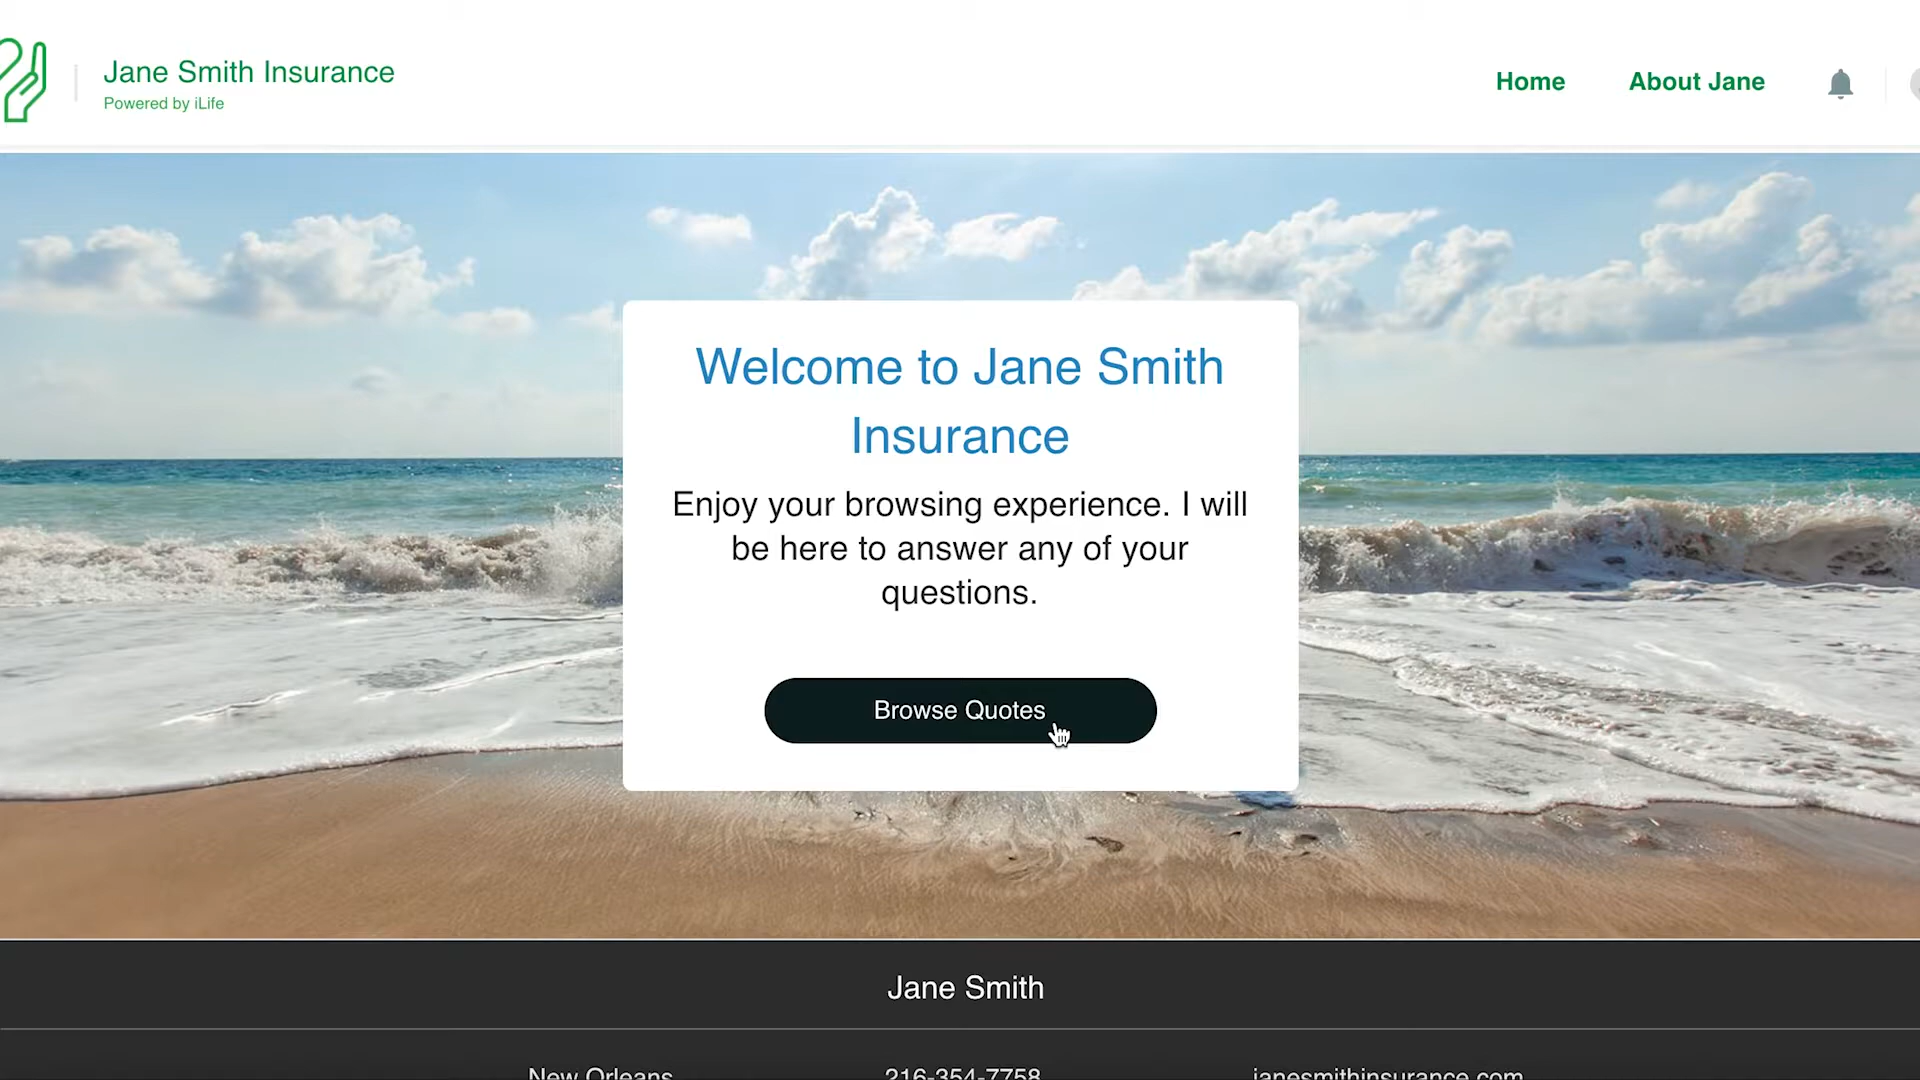 Jane Smith Insurance
Powered by iLife
Home
About Jane
Welcome to Jane Smith
Insurance
Enjoy your browsing experience. I will
be here to answer any of your
questions.
Browse Quotes
Jane Smith
New Orleans
216-354-7758
janesmithinsurance.com